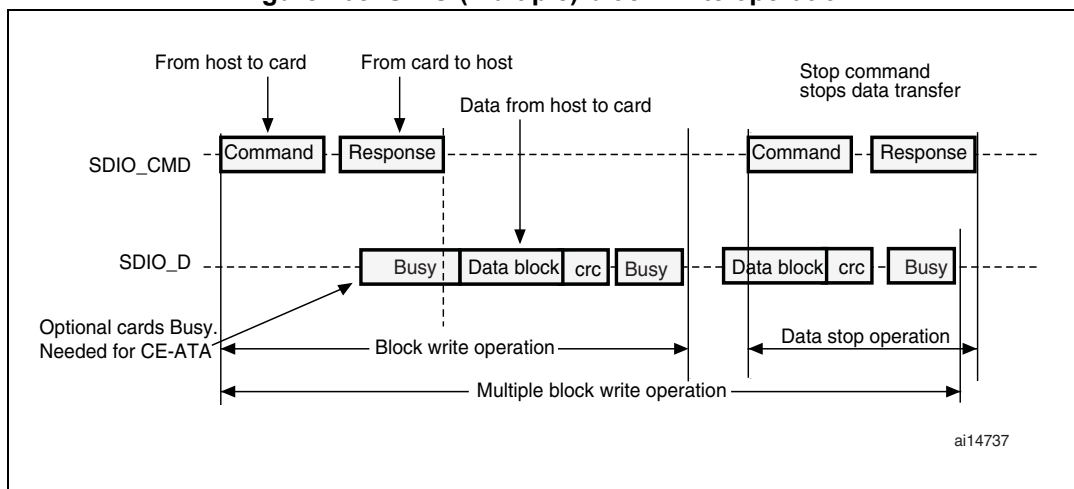 From host to card
From card to host
Stop command
stops data transfer
Data from host to card
SDIO_CMD
Command
Response
Command
Response
SDIO_D
Busy
Data block
crc
Busy
Data block
crc
Busy
Optional cards Busy.
Needed for CE-ATA
Block write operation
Data stop operation
Multiple block write operation
ai14737